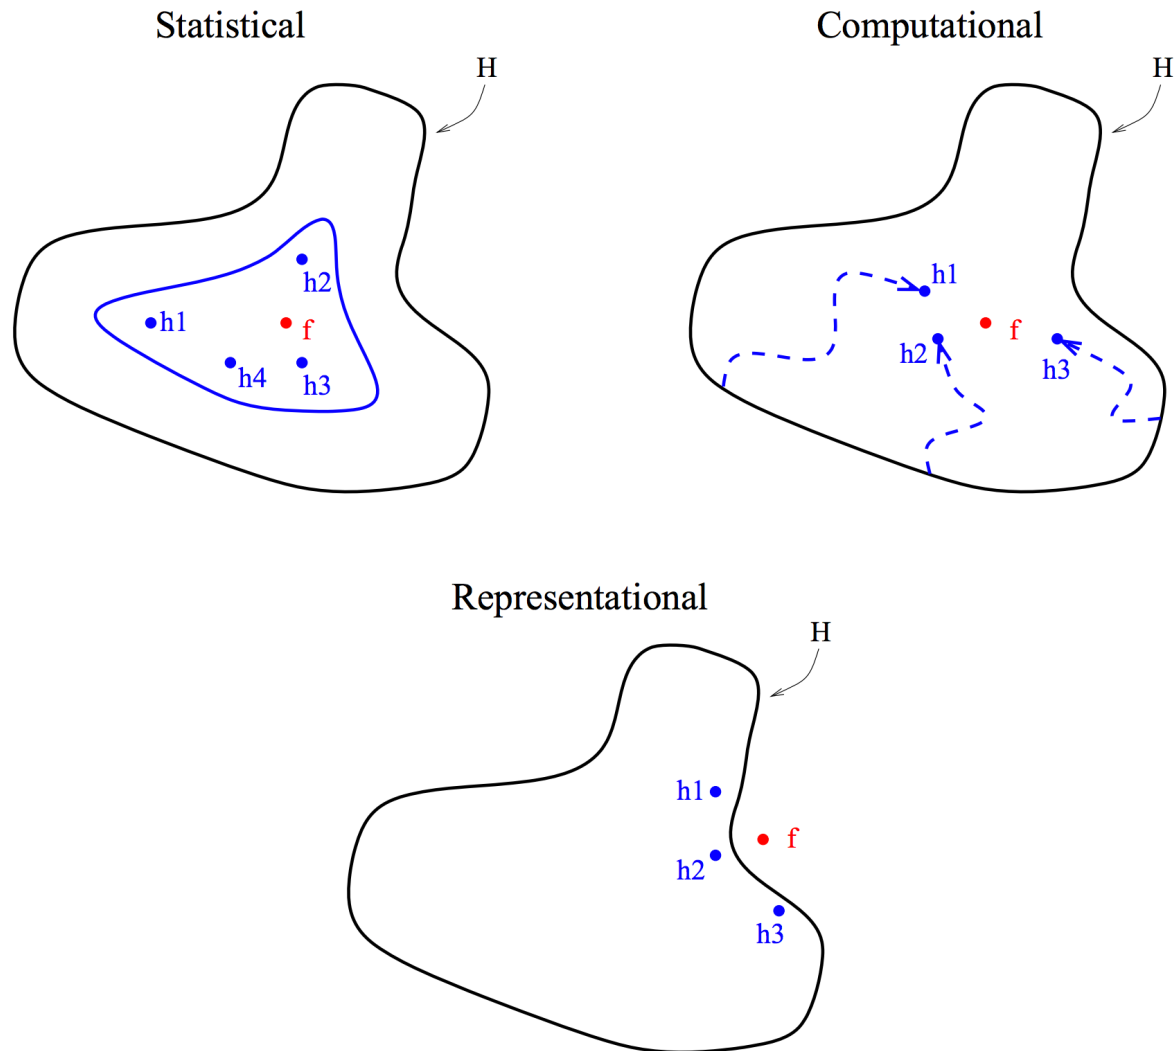 Statistical
H
h2
h1
f
h4
h3
Computational
H
h1
f
h2
h3
Representational
H
h1
f
h2
h3